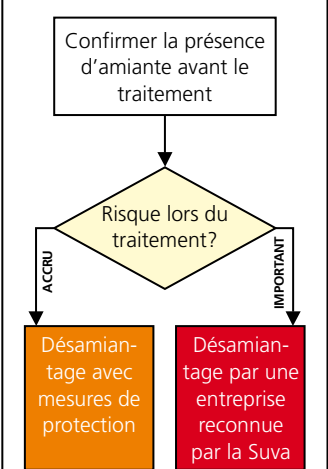 Confirmer la présence
d’amiante avant le
traitement
Risque lors du
traitement?
ACCRU
IMPORTANT
Désamian-
tage avec
mesures de
protection
Désamian-
tage par une
entreprise
reconnue
par la Suva